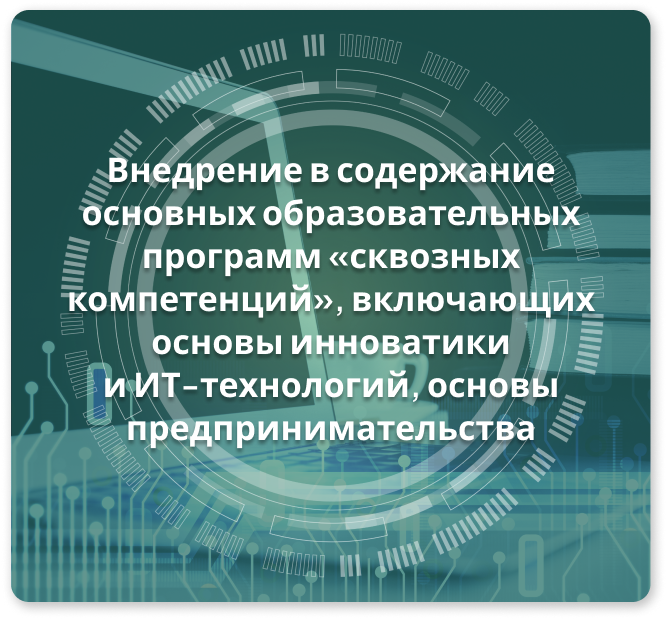 Внедрение в содержание
основных образовательных
программ «сквозных
компетенций», включающих
основы инноватики
и ИТ–технологий, основы
предпринимательства